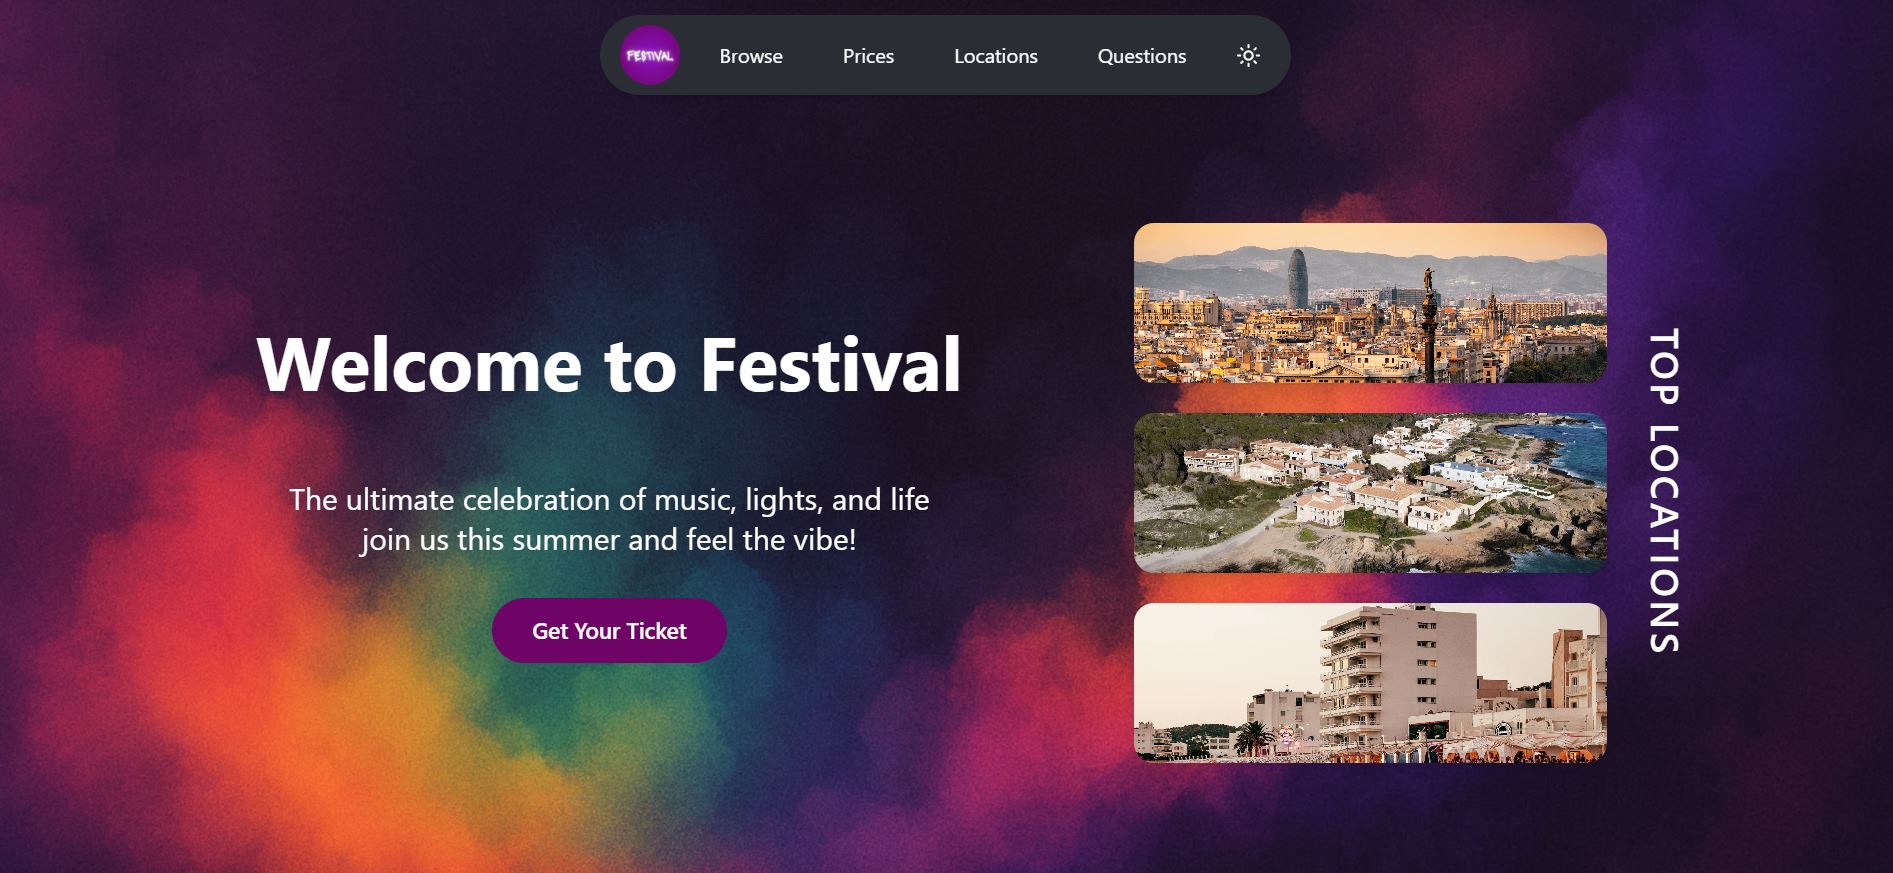 FESTIVAL
Browse
Prices
Locations
Questions
Welcome to Festival
The ultimate celebration of music, lights, and life
join us this summer and feel the vibe!
Get Your Ticket
TOP LOCATIONS